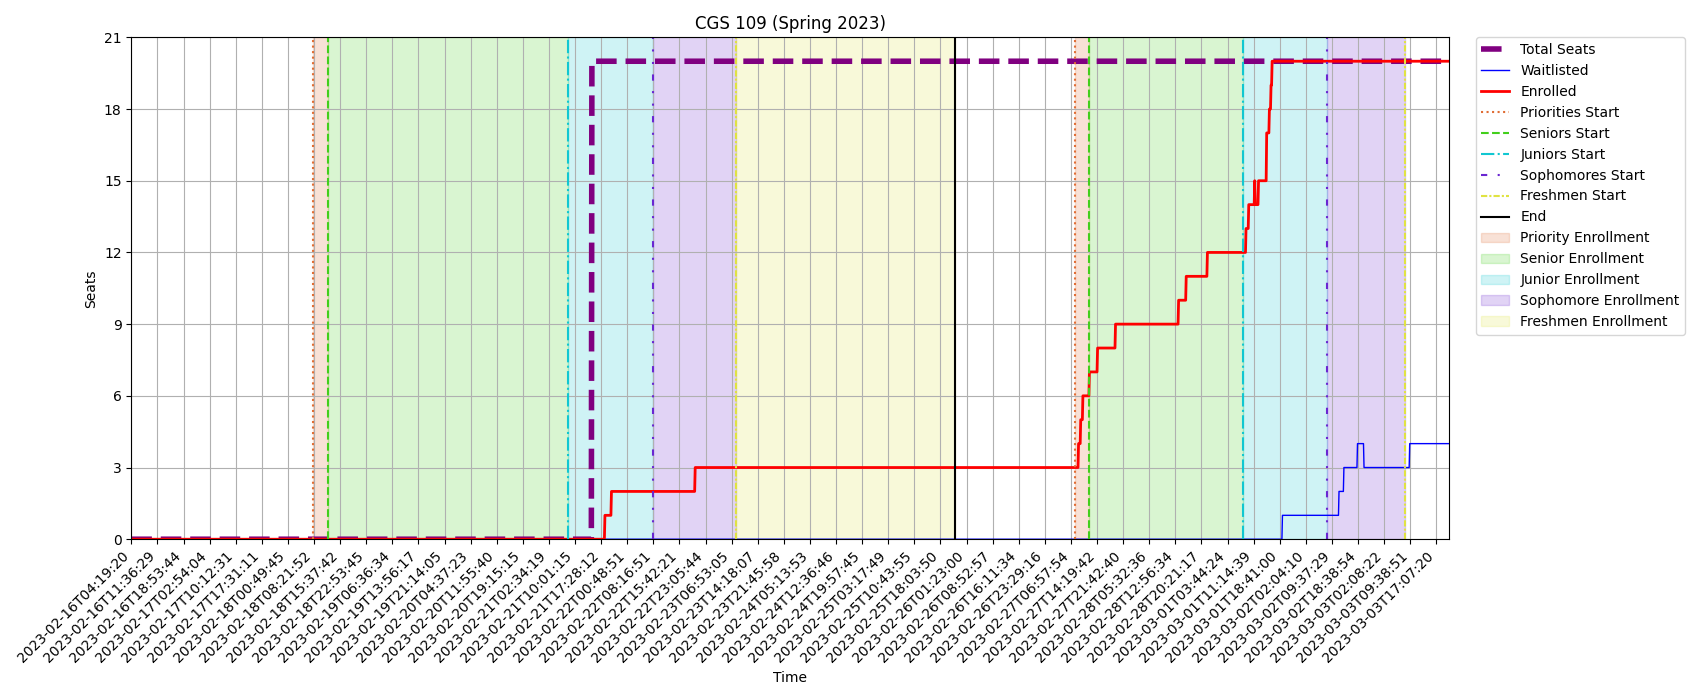 CGS 109 (Spring 2023)
21
18
15
12
9
6
3
0
Seats
2023-02-16T04:19:20
2023-02-16T11:36:29
2023-02-16T18:53:44
2023-02-17T02:54:04
2023-02-17T10:12:31
2023-02-17T17:31:11
2023-02-18T00:49:45
2023-02-18T08:21:52
2023-02-18T15:37:42
2023-02-18T22:53:45
2023-02-19T06:36:34
2023-02-19T13:56:17
2023-02-19T21:14:05
2023-02-20T04:37:23
2023-02-20T11:55:40
2023-02-20T19:15:15
2023-02-21T02:34:19
2023-02-21T10:01:15
2023-02-21T17:28:12
2023-02-22T00:48:51
2023-02-22T08:16:51
2023-02-22T15:42:21
2023-02-22T23:05:44
2023-02-23T06:53:05
2023-02-23T14:18:07
2023-02-23T21:45:58
2023-02-24T05:13:53
2023-02-24T12:36:46
2023-02-24T19:57:45
2023-02-25T03:17:49
2023-02-25T10:43:55
2023-02-25T18:03:50
2023-02-26T01:23:00
2023-02-26T08:52:57
2023-02-26T16:11:34
2023-02-26T23:29:16
2023-02-27T06:57:54
2023-02-27T14:19:42
2023-02-27T21:42:40
2023-02-28T05:32:36
2023-02-28T12:56:34
2023-02-28T20:21:17
2023-03-01T03:44:24
2023-03-01T11:14:39
2023-03-01T18:41:00
2023-03-02T02:04:10
2023-03-02T09:37:29
2023-03-02T18:38:54
2023-03-03T02:08:22
2023-03-03T09:38:51
2023-03-03T17:07:20
Time
Total Seats
Waitlisted
Enrolled
Priorities Start
Seniors Start
Juniors Start
Sophomores Start
Freshmen Start
End
Priority Enrollment
Senior Enrollment
Junior Enrollment
Sophomore Enrollment
Freshmen Enrollment